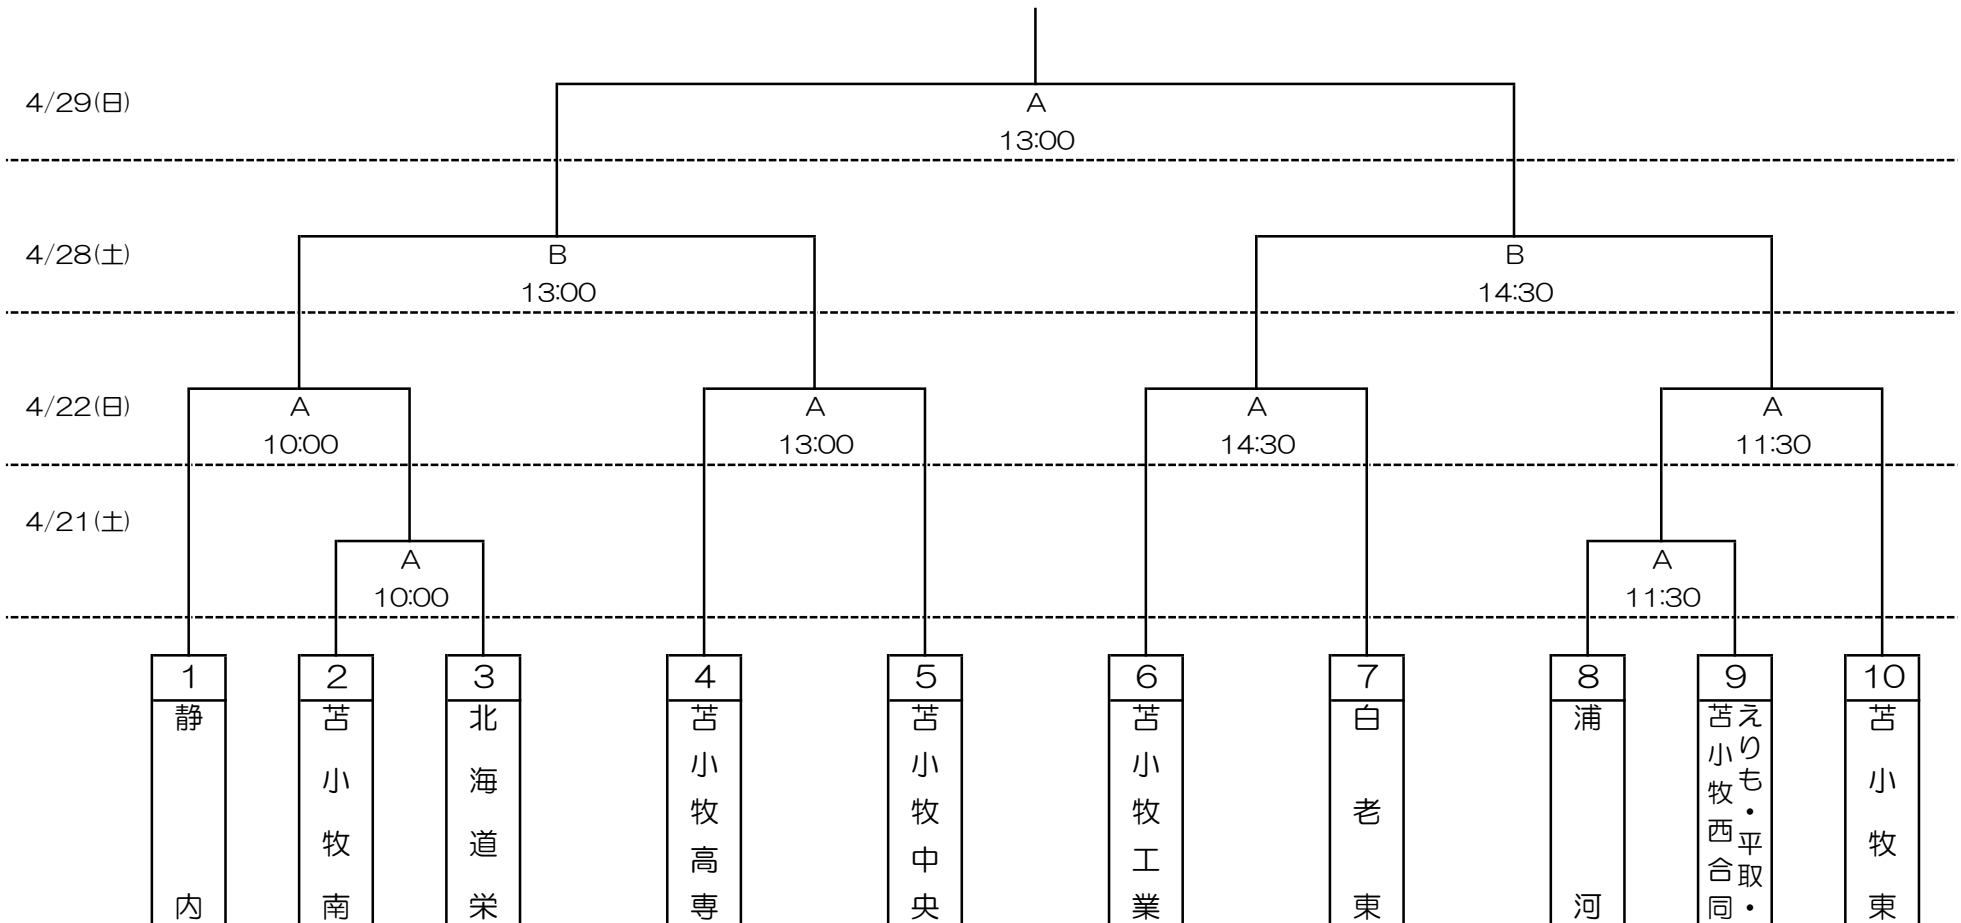 4/29(日)
A
13:00
4/28(土)
B
13:00
B
14:30
4/22(日)
A
10:00
A
13:00
A
14:30
A
11:30
4/21(土)
A
10:00
A
11:30
1
静内
2
苫小牧南
3
北海道栄
4
苫小牧高専
5
苫小牧中央
6
苫小牧工業
7
白老東
8
浦河
9
えりも・平取・
苫小牧西合同
10
苫小牧東